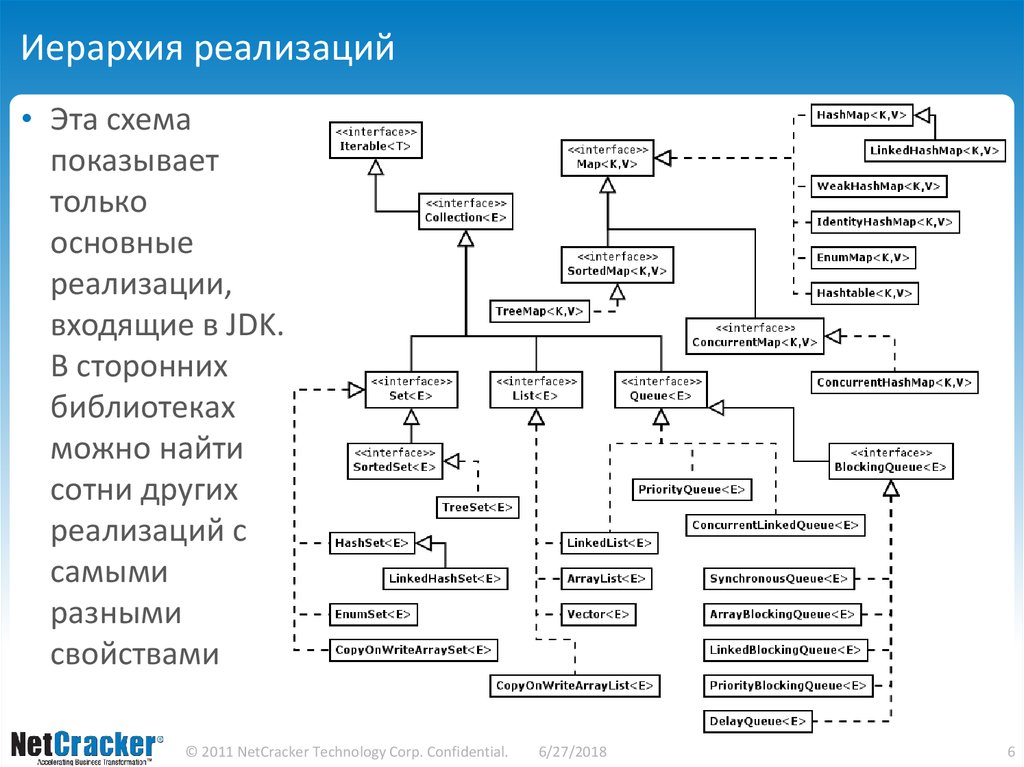 Иерархия реализаций
• Эта схема
показывает
только
основные
реализации,
входящие в JDK.
В сторонних
библиотеках
можно найти
сотни других
реализаций с
самыми
разными
свойствами
<<interface>>
Iterable<T>
<<interface>>
Collection<E>
<<interface>>
Map<K,V>
HashMap<K,V>
LinkedHashMap<K,V>
WeakHashMap<K,V>
IdentityHashMap<K,V>
EnumMap<K,V>
Hashtable<K,V>
<<interface>>
SortedMap<K,V>
TreeMap<K,V>
<<interface>>
ConcurrentMap<K,V>
ConcurrentHashMap<K,V>
<<interface>>
Set<E>
<<interface>>
List<E>
<<interface>>
Queue<E>
<<interface>>
SortedSet<E>
<<interface>>
BlockingQueue<E>
TreeSet<E>
PriorityQueue<E>
ConcurrentLinkedQueue<E>
HashSet<E>
LinkedList<E>
LinkedHashSet<E>
ArrayList<E>
SynchronousQueue<E>
EnumSet<E>
Vector<E>
ArrayBlockingQueue<E>
CopyOnWriteArraySet<E>
LinkedBlockingQueue<E>
CopyOnWriteArrayList<E>
PriorityBlockingQueue<E>
DelayQueue<E>
NetCracker®
Accelerating Business Transformation™
© 2011 NetCracker Technology Corp. Confidential.
6/27/2018
6